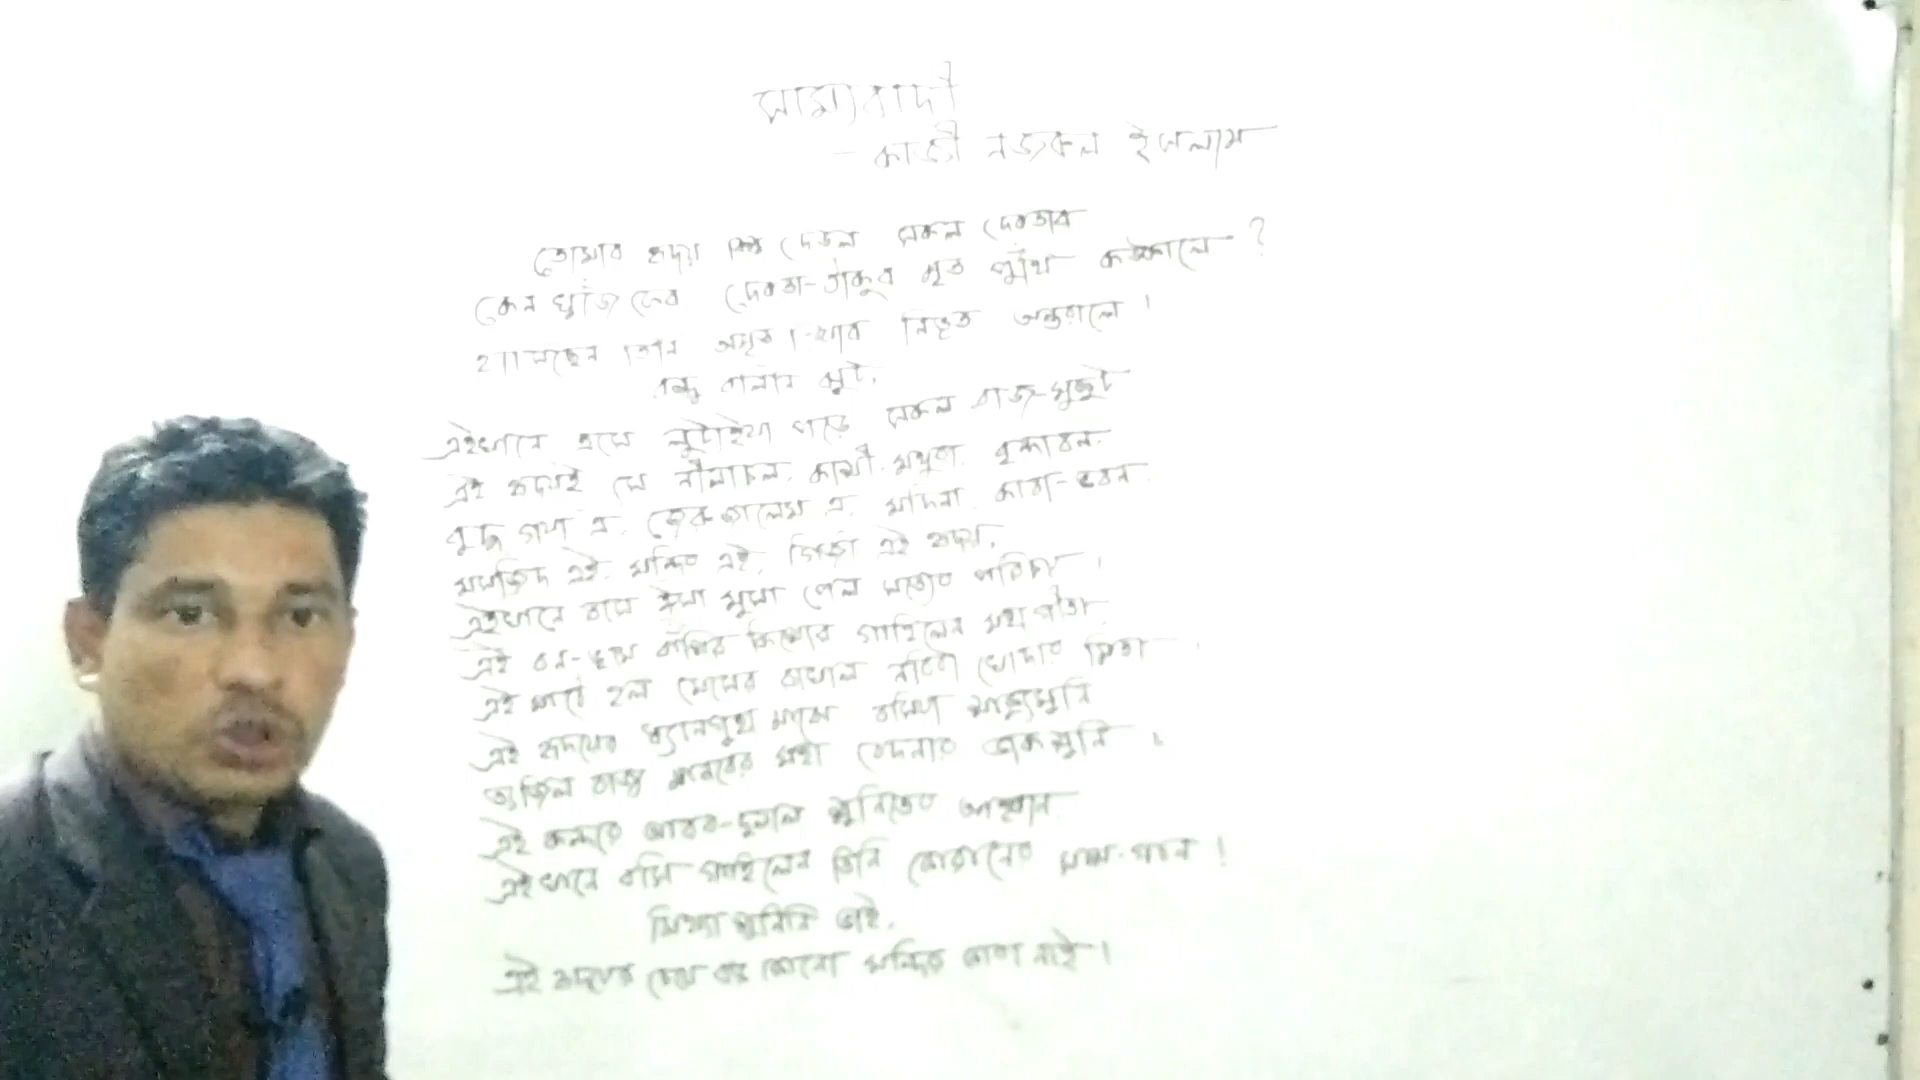 সাম্যবাদী
- কাজী নজরুল ইসলাম
তোমার হৃদয় বিশ্ব দেউল সকল দেবতার
কেন খুঁজে ফের দেবতা-ঠাকুর মৃত পুঁথি কঙ্কালে ?
হাসিছেন তিনি অমৃত হিয়ার নিভৃত অন্তরালে ।
বন্ধু বলিনি ঝুট,
এইখানে এসে লুটাইয়া পড়ে সকল রাজ-মুকুট
এই হৃদয়ই সে নীলাচল, কাশী, মথুরা, বৃন্দাবন,
বুদ্ধ গয়া এ, জেরুজালেম এ, মদিনা, কাবা-ভবন,
মসজিদ এই, মন্দির এই, গির্জা এই হৃদয়,
এইখানে বসে ঈসা মুসা পেল সত্যের পরিচয় ।
এই রণ-ভূমে বাঁশির কিশোর গাহিলেন মহা গীতা
এই মাঠে হল মেষের রাখাল নবীরা খোদার মিতা ।
এই হৃদয়ের ধ্যানগুহা মাঝে বসিয়া শাক্যমুনি
ত্যজিল রাজ্য মানবের মহা বেদনার ডাক শুনি ।
এই কন্দরে আরব-দুলাল শুনিতেন আহ্বান,
এইখানে বসি গাহিলেন তিনি কোরানের সাম-গান !
মিথ্যা শুনিনি ভাই,
এই হৃদয়ের চেয়ে বড় কোনো মন্দির কাবা নাই ।